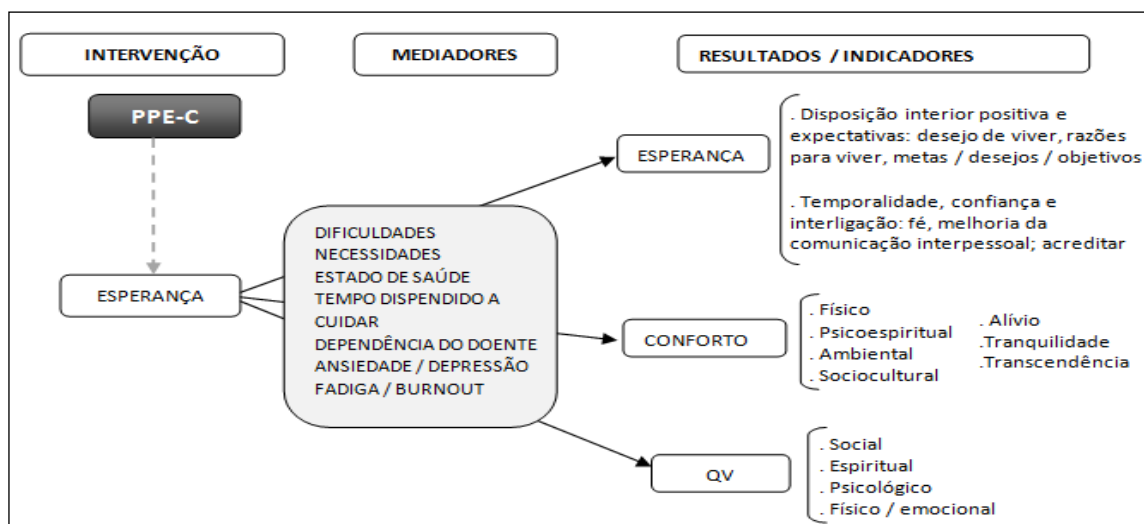 INTERVENÇÃO
MEDIADORES
RESULTADOS / INDICADORES
PPE-C
ESPERANÇA
DIFICULDADES
NECESSIDADES
ESTADO DE SAÚDE
TEMPO DISPENDIDO A
CUIDAR
DEPENDÊNCIA DO DOENTE
ANSIEDADE / DEPRESSÃO
FADIGA / BURNOUT
ESPERANÇA
. Disposição interior positiva e
expectativas: desejo de viver, razões
para viver, metas / desejos / objetivos
. Temporalidade, confiança e
interligação: fé, melhoria da
comunicação interpessoal; acreditar
CONFORTO
. Físico
. Psicoespiritual
. Ambiental
. Sociocultural
. Alívio
.Tranquilidade
.Transcendência
QV
. Social
. Espiritual
. Psicológico
. Físico / emocional